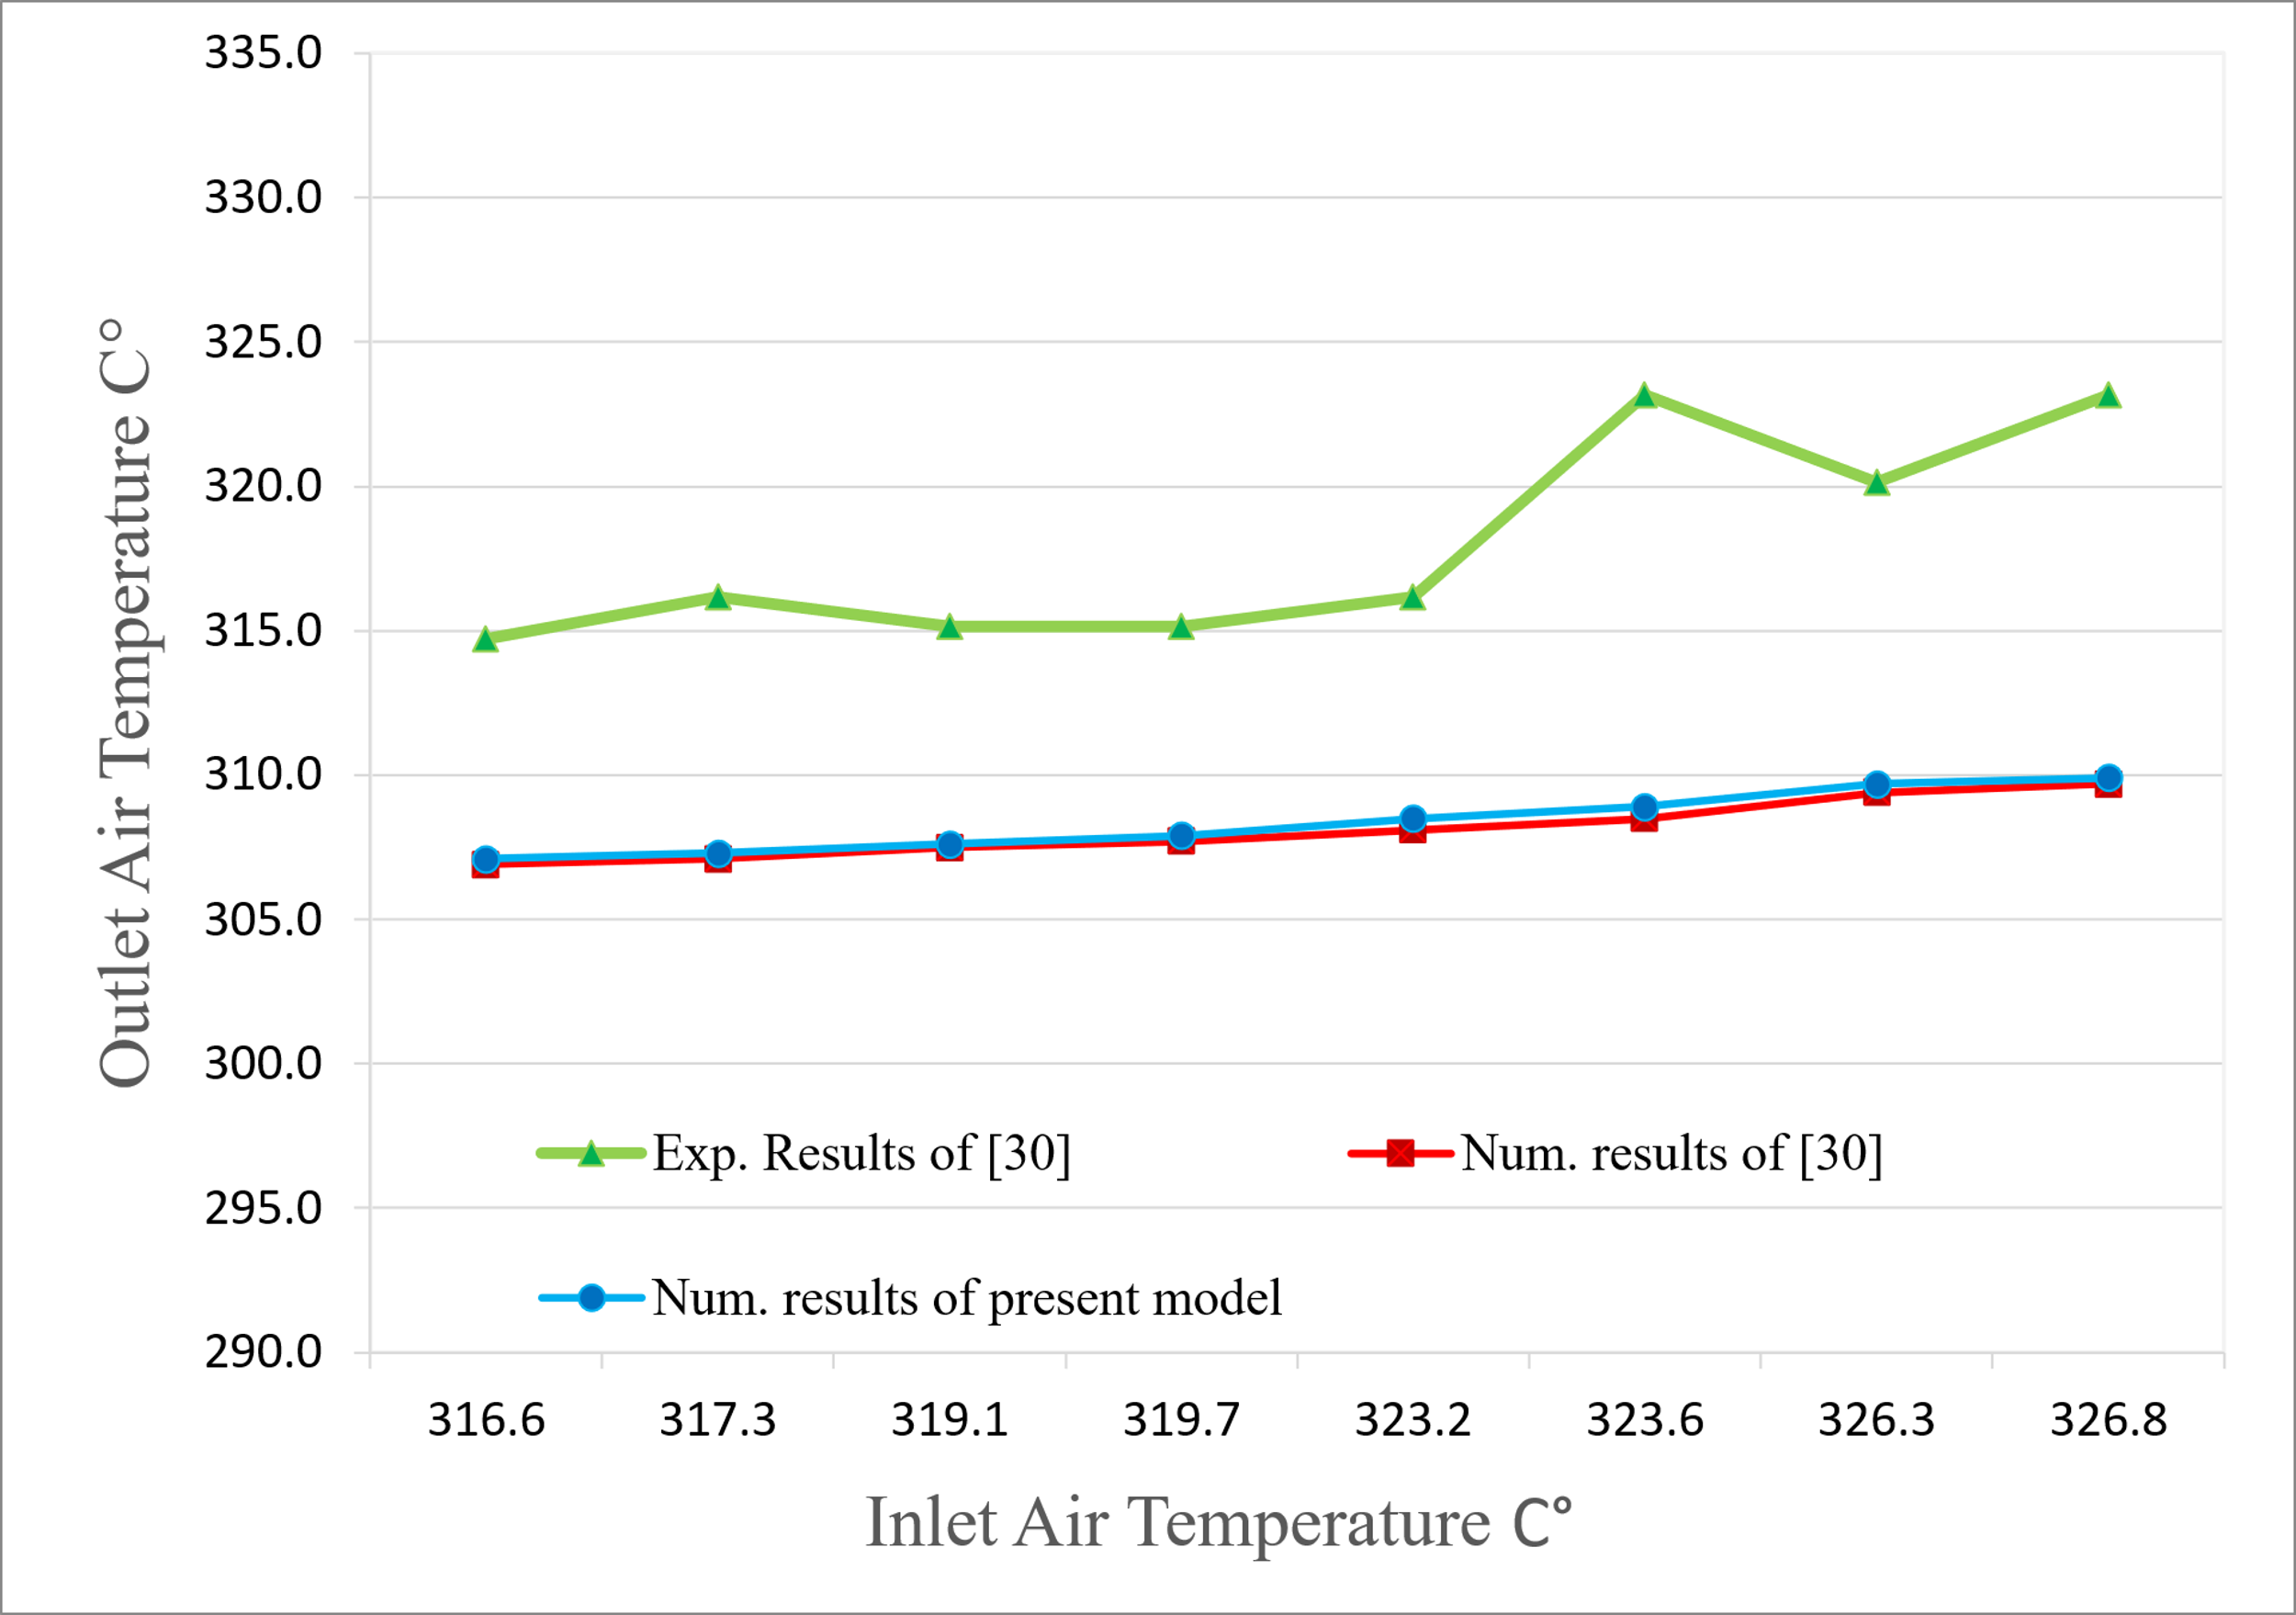 335.0
330.0
325.0
320.0
315.0
310.0
305.0
300.0
295.0
290.0
Outlet Air Temperature C°
Exp. Results of [30]
Num. results of [30]
Num. results of present model
316.6 317.3 319.1 319.7 323.2 323.6 326.3 326.8
Inlet Air Temperature C°